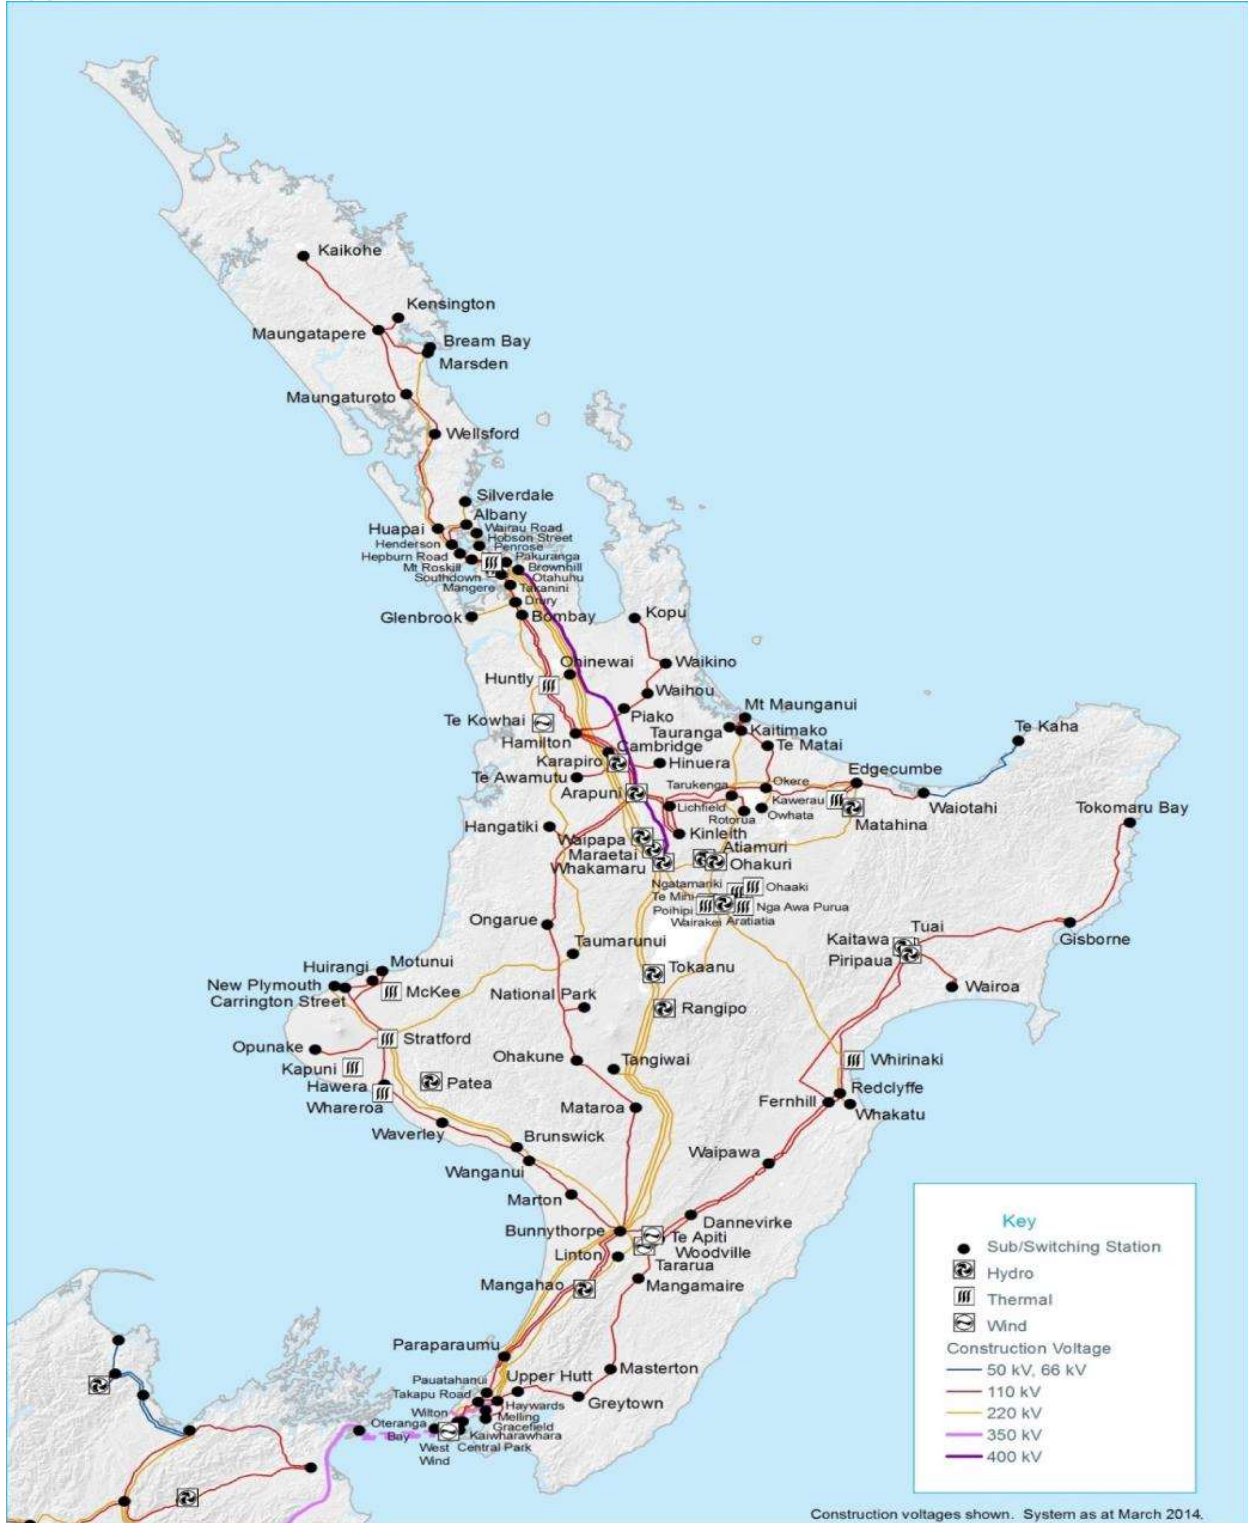 Kaikohe
Kensington
Maungatapere
Bream Bay
Marsden
Maungaturoto
Wellsford
Silverdale
Albany
Huapai
Wairau Road
Hobson Street
Henderson
Penrose
Hepburn Road
Pakuranga
Mt Roskill
Brownhill
Southdown
Otahuhu
Mangere
Takanini
Drury
Glenbrook
Bombay
Kopu
Ohinewai
Waikino
Huntly
Waihou
Mt Maunganui
Te Kowhai
Piako
Tauranga
Kaitimako
Te Kaha
Hamilton
Cambridge
Te Matai
Karapiro
Hinuera
Te Awamutu
Edgecumbe
Tarukenga
Okere
Arapuni
Kawerau
Waiotahi
Lichfield
Owhata
Tokomaru Bay
Rotorua
Matahina
Hangatiki
Kinleith
Waipapa
Atiamuri
Maraetai
Ohakuri
Whakamaru
Ngatamariki
Ohaaki
Te Mihi
Poihipi
Nga Awa Purua
Wairakei
Aratiatia
Ongarue
Tuai
Kaitawa
Gisborne
Taumarunui
Piripaua
Huirangi
Motunui
Tokaanu
New Plymouth
McKee
Wairoa
Carrington Street
National Park
Rangipo
Stratford
Opunake
Ohakune
Tangiwai
Whirinaki
Kapuni
Hawera
Patea
Redclyffe
Whareroa
Fernhill
Mataroa
Whakatu
Waverley
Brunswick
Waipawa
Wanganui
Marton
Dannevirke
Bunnythorpe
Te Apiti
Linton
Woodville
Tararua
Mangahao
Mangamaire
Paraparaumu
Masterton
Pauatahanui
Upper Hutt
Takapu Road
Greytown
Haywards
Wilton
Melling
Oteranga
Bay
Gracefield
Kaiwharawhara
West
Wind
Central Park
Key
Sub/Switching Station
Hydro
Thermal
Wind
Construction Voltage
50 kV, 66 kV
110 kV
220 kV
350 kV
400 kV
Construction voltages shown. System as at March 2014.